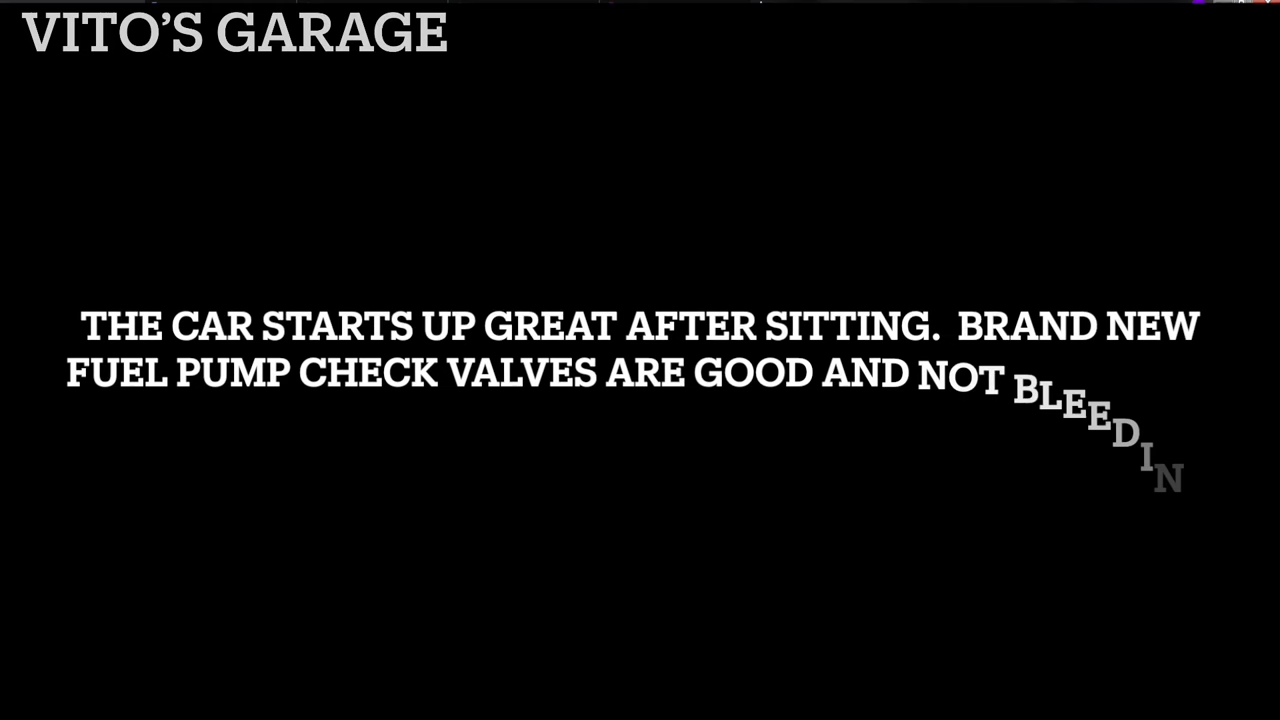 VITO'S GARAGE
THE CAR STARTS UP GREAT AFTER SITTING. BRAND NEW
FUEL PUMP CHECK VALVES ARE GOOD AND NOT BLEEDIN